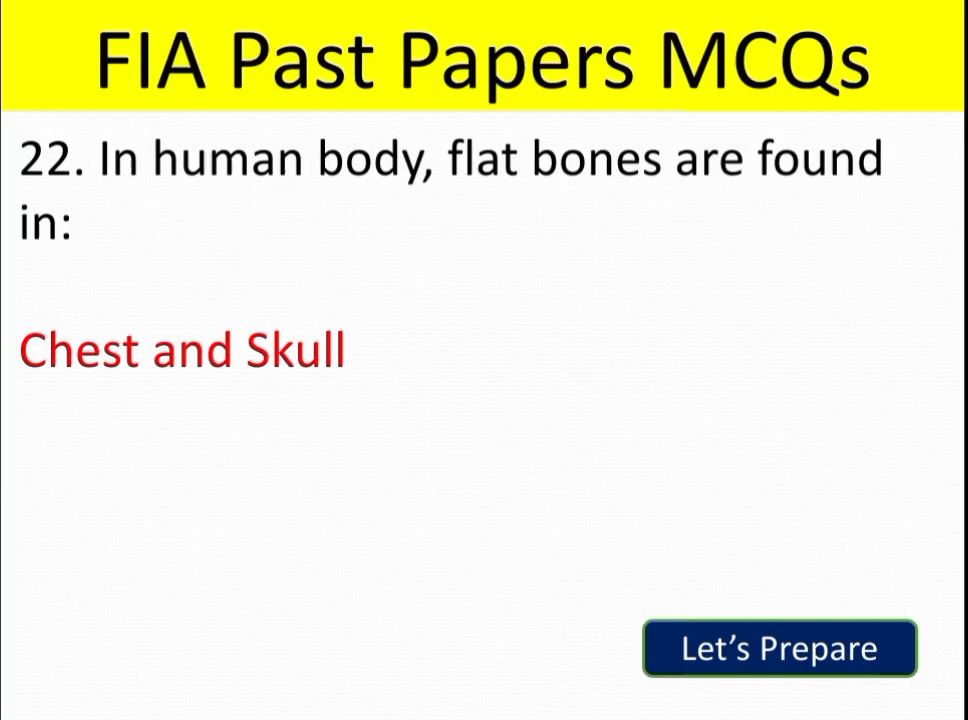 FIA Past Papers MCQs
22. In human body, flat bones are found
in:
Chest and Skull
Let’s Prepare